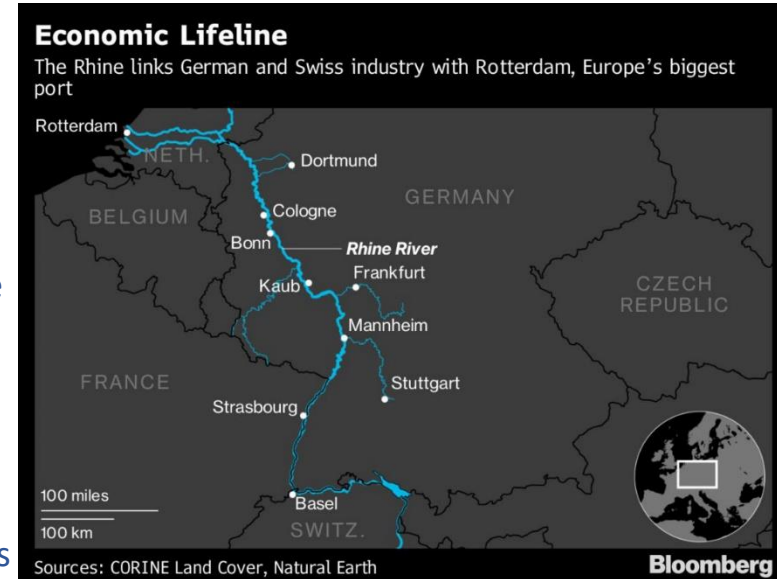 Economic Lifeline
The Rhine links German and Swiss industry with Rotterdam, Europe's biggest
port
Rotterdam
NETH.
Dortmund
GERMANY
BELGIUM
Cologne
Bonn
Rhine River
Kaub
Frankfurt
CZECH
REPUBLIC
Mannheim
FRANCE
Stuttgart
Strasbourg
100 miles
100 km
Basel
SWITZ.
Sources: CORINE Land Cover, Natural Earth
Bloomberg